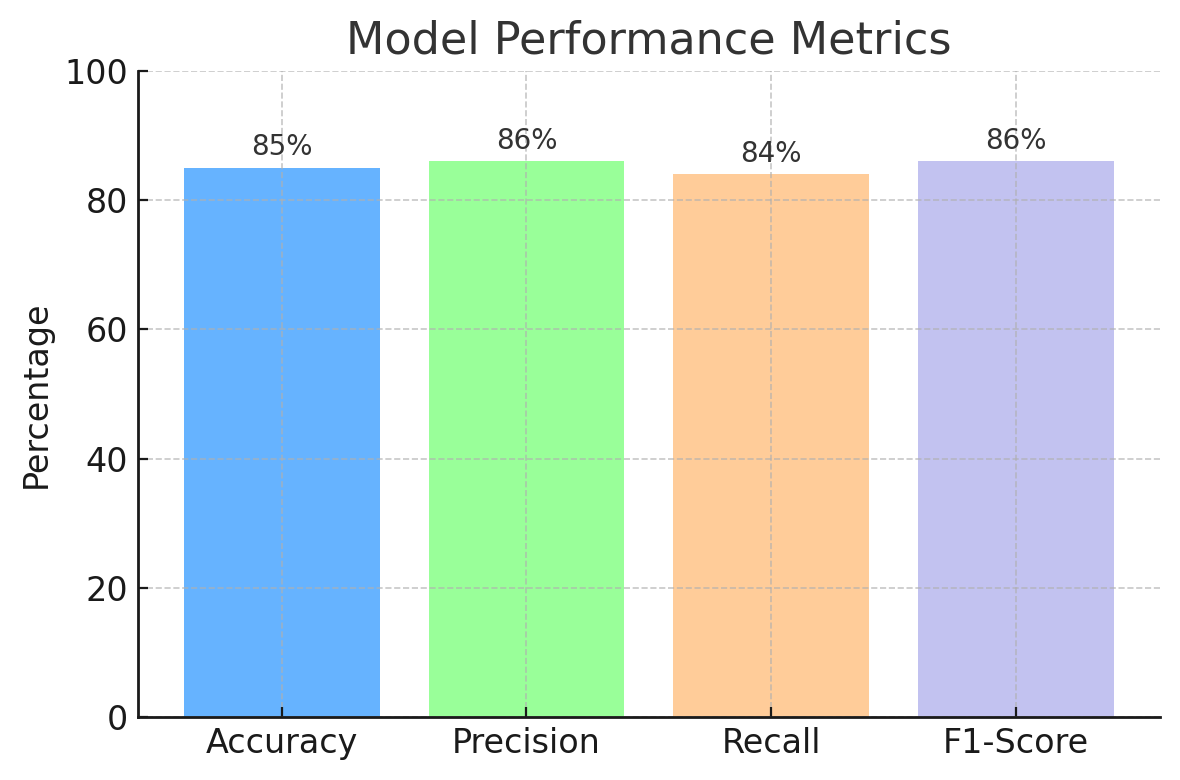 Model Performance Metrics
100
85%
86%
84%
86%
80
60
40
20
0
Percentage
Accuracy
Precision
Recall
F1-Score